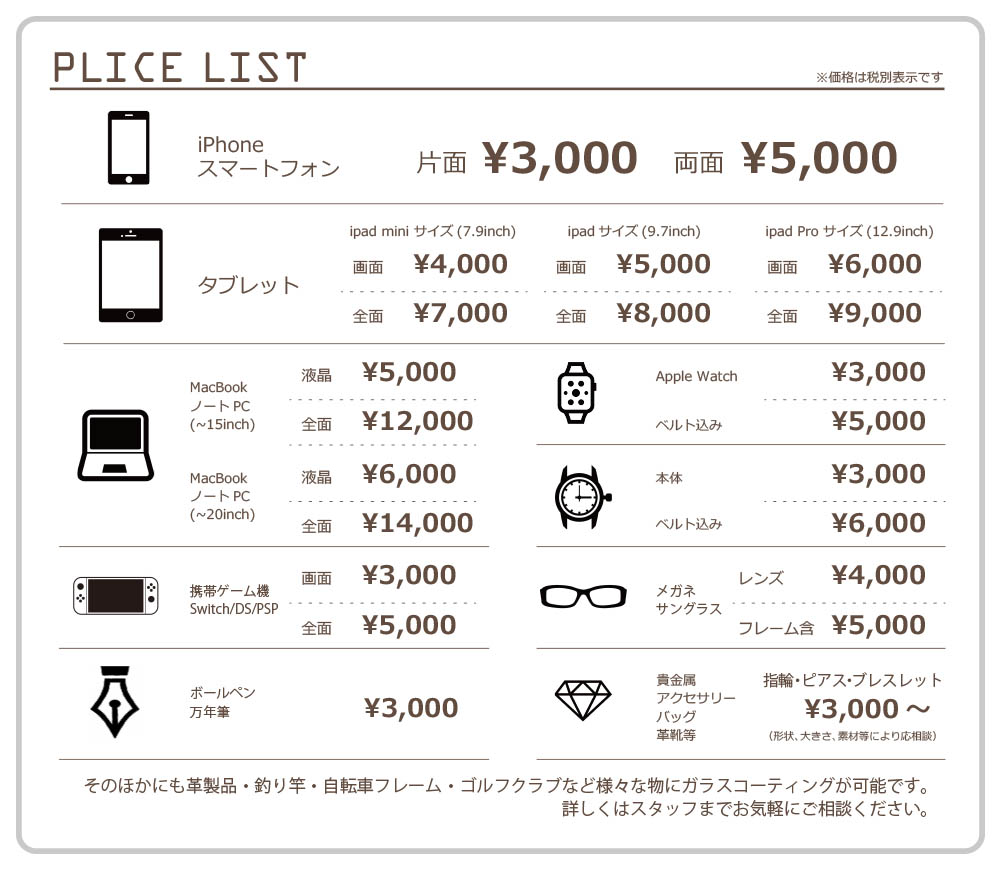 PLICE LIST
※価格は税別表示です
iPhone
スマートフォン
片面 ¥3,000 両面 ¥5,000
タブレット
ipad mini サイズ (7.9inch)
画面 ¥4,000
全面 ¥7,000
ipad サイズ (9.7inch)
画面 ¥5,000
全面 ¥8,000
ipad Pro サイズ (12.9inch)
画面 ¥6,000
全面 ¥9,000
MacBook
ノート PC
(~15inch)
液晶 ¥5,000
全面 ¥12,000
MacBook
ノート PC
(~20inch)
液晶 ¥6,000
全面 ¥14,000
Apple Watch ¥3,000
ベルト込み ¥5,000
本体 ¥3,000
ベルト込み ¥6,000
携帯ゲーム機
Switch/DS/PSP
画面 ¥3,000
全面 ¥5,000
メガネ
サングラス
レンズ ¥4,000
フレーム含 ¥5,000
ボールペン
万年筆
¥3,000
貴金属
アクセサリー
バッグ
革靴等
指輪・ピアス・ブレスレット
¥3,000 〜
（形状、大きさ、素材等により応相談）
そのほかにも革製品・釣り竿・自転車フレーム・ゴルフクラブなど様々な物にガラスコーティングが可能です。
詳しくはスタッフまでお気軽にご相談ください。